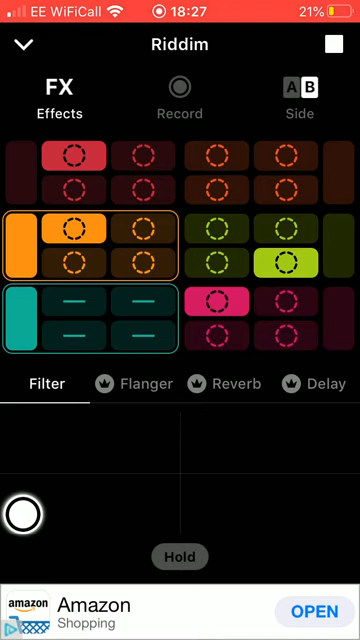 EE WiFiCall 18:27 21%
Riddim
FX A B
Effects Record Side
Filter Flanger Reverb Delay
Hold
amazon Amazon
Shopping
OPEN